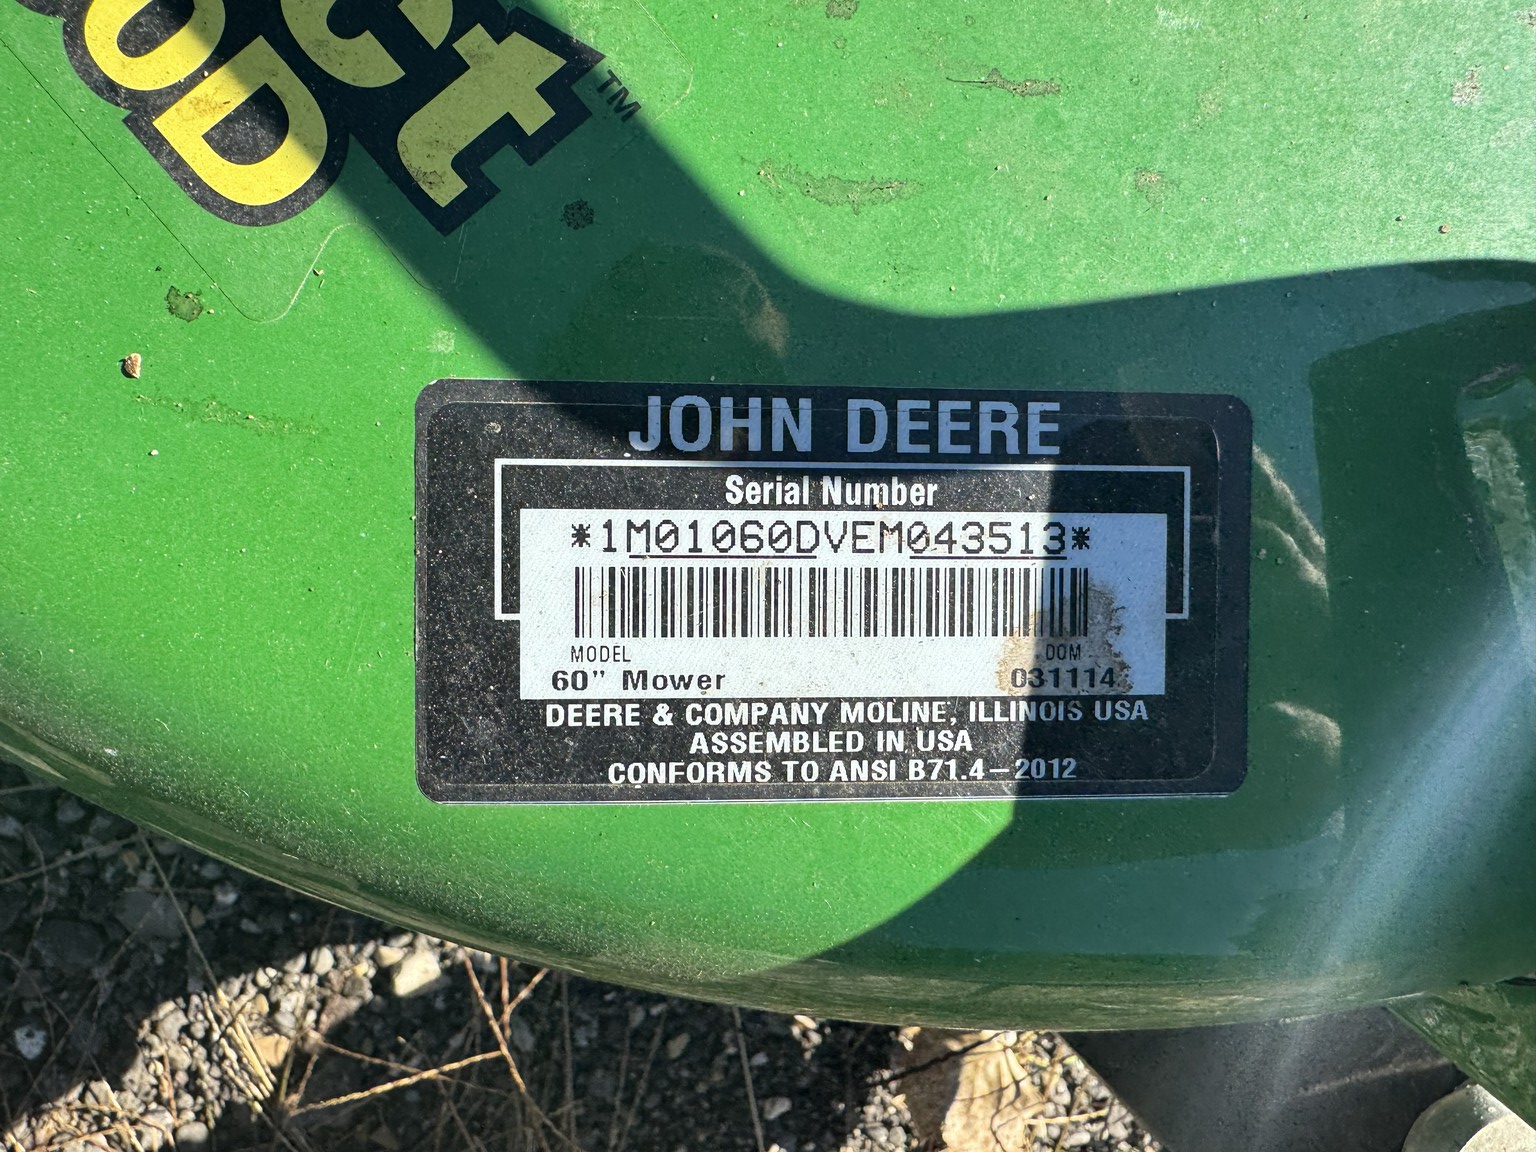 TM
JOHN DEERE
Serial Number
*1M01060DVEM043513*
MODEL
DOM
60” Mower
031114
DEERE & COMPANY MOLINE, ILLINOIS USA
ASSEMBLED IN USA
CONFORMS TO ANSI B71.4–2012